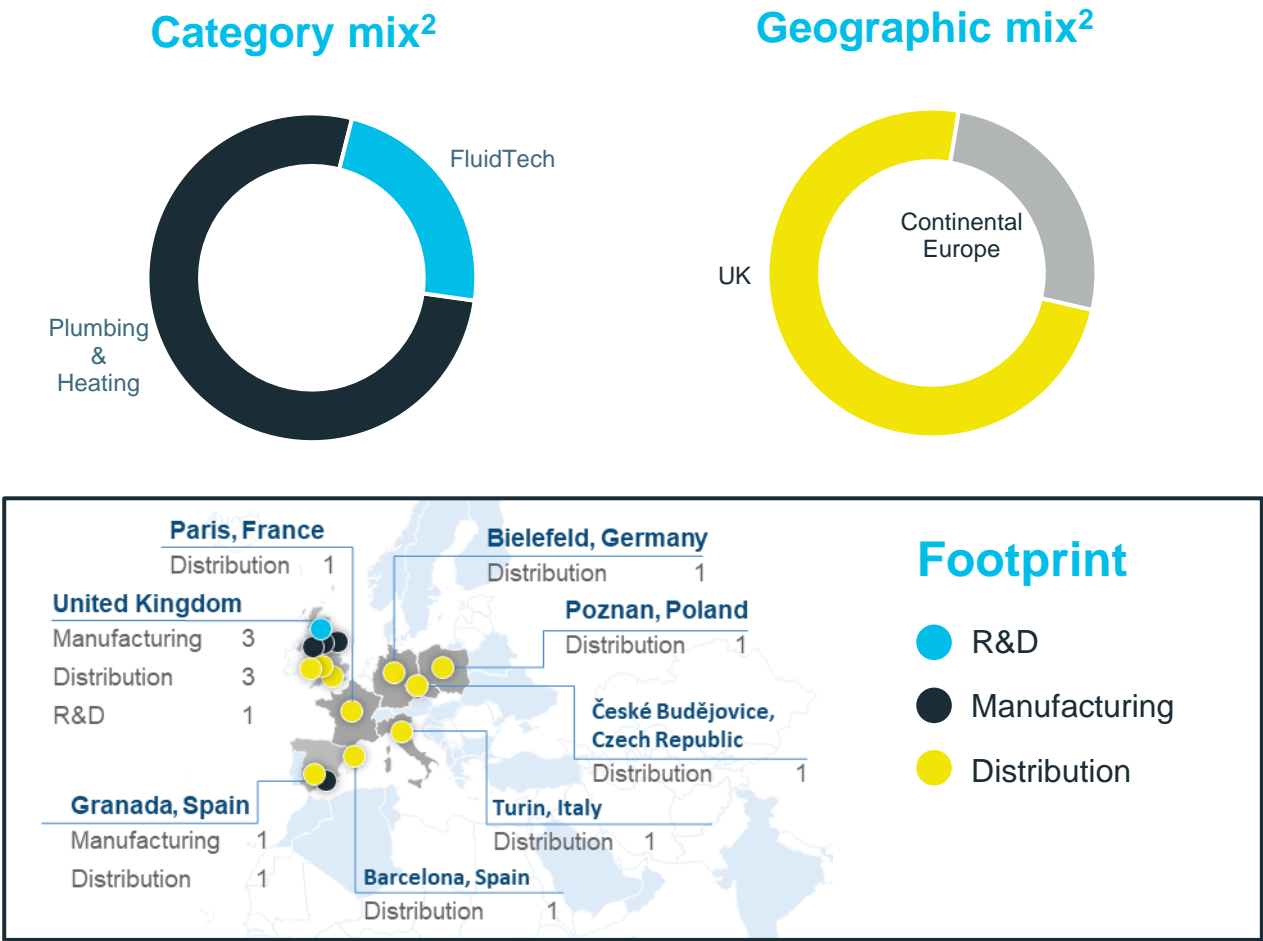 Category mix2
Geographic mix2
FluidTech
Plumbing
&
Heating
UK
Continental
Europe
Paris, France
Distribution 1
United Kingdom
Manufacturing 3
Distribution 3
R&D 1
Granada, Spain
Manufacturing 1
Distribution 1
Bielefeld, Germany
Distribution 1
Poznan, Poland
Distribution 1
České Budějovice,
Czech Republic
Distribution 1
Turin, Italy
Distribution 1
Barcelona, Spain
Distribution 1
Footprint
R&D
Manufacturing
Distribution